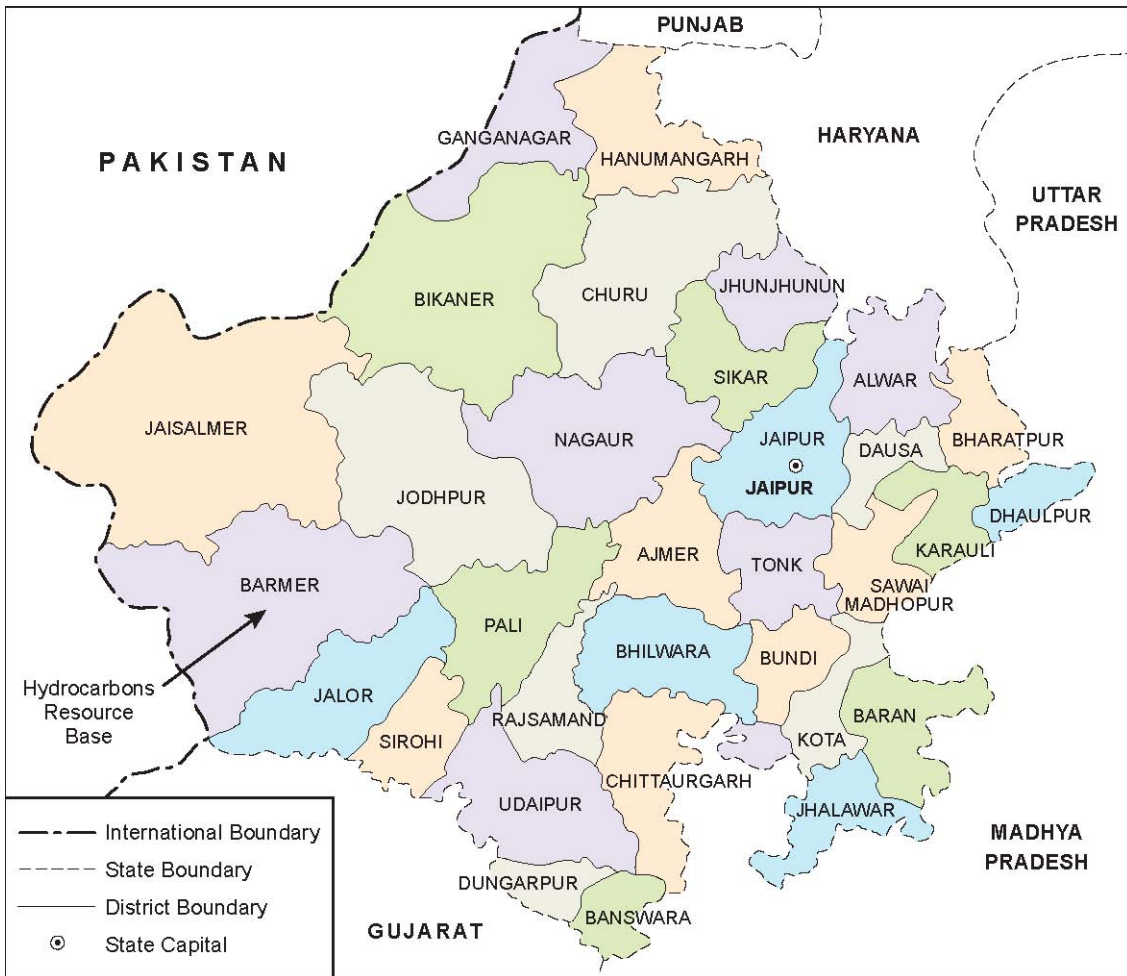 PUNJAB
GANGANAGAR
HARYANA
PAKISTAN
HANUMANGARH
UTTAR
PRADESH
BIKANER
CHURU
JHUNJHUNUN
SIKAR
ALWAR
JAISALMER
NAGAUR
JAIPUR
DAUSA
BHARATPUR
JODHPUR
JAIPUR
DHAULPUR
AJMER
TONK
KARAULI
BARMER
SAWAI
MADHOPUR
PALI
BHILWARA
BUNDI
Hydrocarbons
Resource
Base
JALOR
RAJSAMAND
BARAN
SIROHI
KOTA
CHITTAURGARH
UDAIPUR
JHALAWAR
MADHYA
PRADESH
DUNGARPUR
BANSWARA
GUJARAT
International Boundary
State Boundary
District Boundary
State Capital